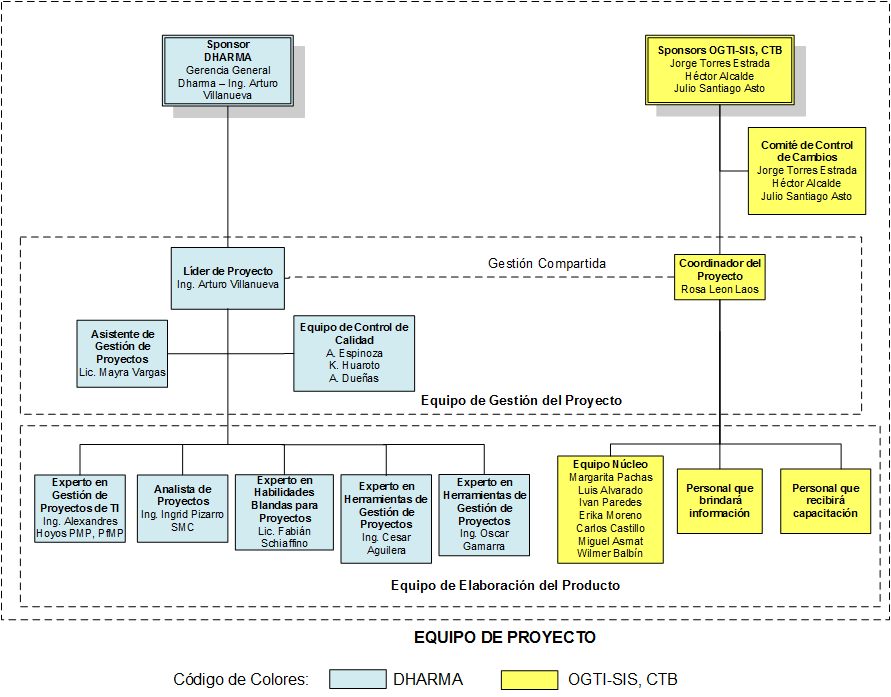 Sponsor
DHARMA
Gerencia General
Dharma – Ing. Arturo
Villanueva
Sponsors OGTI-SIS, CTB
Jorge Torres Estrada
Héctor Alcalde
Julio Santiago Asto
Comité de Control
de Cambios
Jorge Torres Estrada
Héctor Alcalde
Julio Santiago Asto
Líder de Proyecto
Ing. Arturo Villanueva
Gestión Compartida
Coordinador del
Proyecto
Rosa Leon Laos
Asistente de
Gestión de
Proyectos
Lic. Mayra Vargas
Equipo de Control de
Calidad
A. Espinoza
K. Huaroto
A. Dueñas
Equipo de Gestión del Proyecto
Experto en
Gestión de
Proyectos de TI
Ing. Alexandres
Hoyos PMP, PfMP
Analista de
Proyectos
Ing. Ingrid Pizarro
SMC
Experto en
Habilidades
Blandas para
Proyectos
Lic. Fabián
Schiaffino
Experto en
Herramientas de
Gestión de
Proyectos
Ing. Cesar
Aguilera
Experto en
Herramientas de
Gestión de
Proyectos
Ing. Oscar
Gamarra
Equipo Núcleo
Margarita Pachas
Luis Alvarado
Ivan Paredes
Erika Moreno
Carlos Castillo
Miguel Asmat
Wilmer Balbín
Personal que
brindará
información
Personal que
recibirá
capacitación
Equipo de Elaboración del Producto
EQUIPO DE PROYECTO
Código de Colores:
DHARMA
OGTI-SIS, CTB